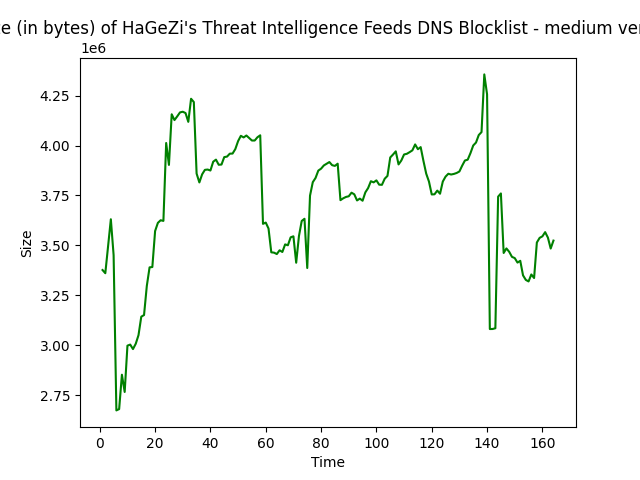 (in bytes) of HaGeZi's Threat Intelligence Feeds DNS Blocklist - medium
1e6
4.25
4.00
3.75
3.50
3.25
3.00
2.75
Size
0 20 40 60 80 100 120 140 160
Time